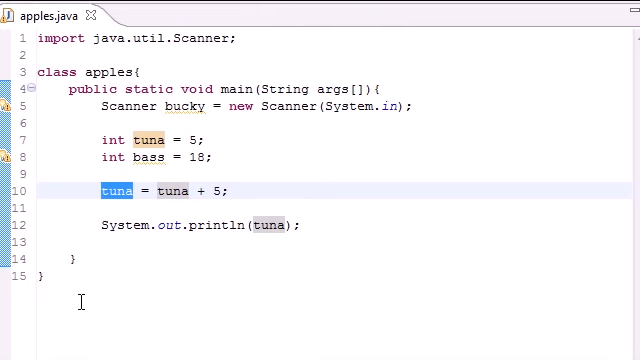 apples.java
1 import java.util.Scanner;
2
3 class apples{
4 public static void main(String args[]){
5 Scanner bucky = new Scanner(System.in);
6
7 int tuna = 5;
8 int bass = 18;
9
10 tuna = tuna + 5;
11
12 System.out.println(tuna);
13
14 }
15 }